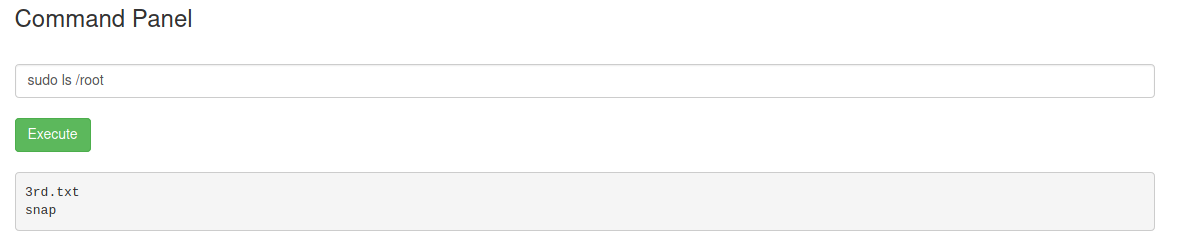 Command Panel
sudo ls /root
Execute
3rd.txt
snap